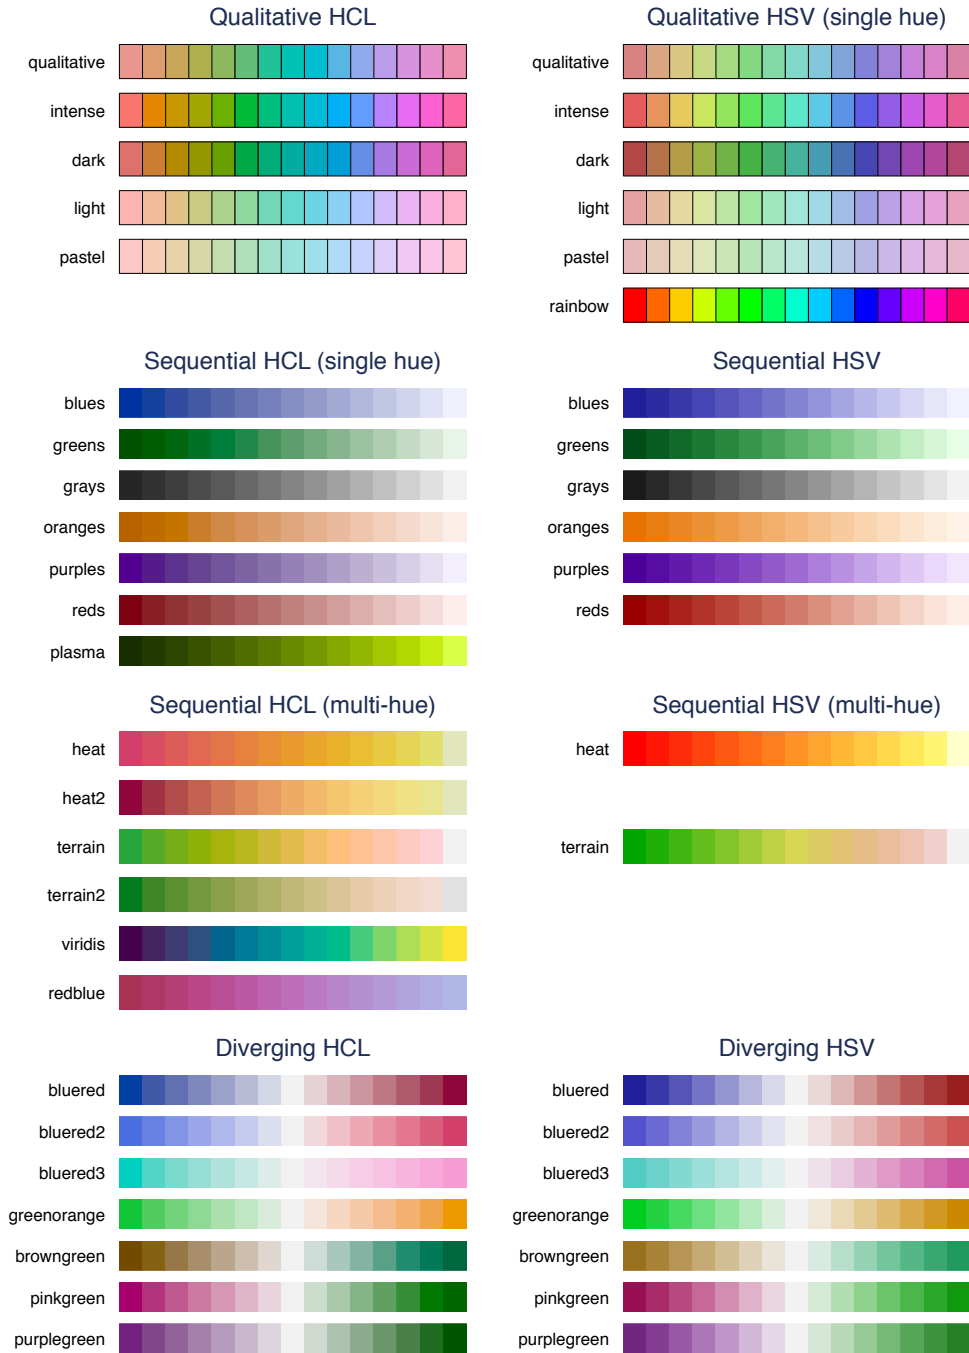 Qualitative HCL
qualitative
intense
dark
light
pastel
Qualitative HSV (single hue)
qualitative
intense
dark
light
pastel
rainbow
Sequential HCL (single hue)
blues
greens
grays
oranges
purples
reds
plasma
Sequential HSV
blues
greens
grays
oranges
purples
reds
Sequential HCL (multi-hue)
heat
heat2
terrain
terrain2
viridis
redblue
Sequential HSV (multi-hue)
heat
terrain
Diverging HCL
bluered
bluered2
bluered3
greenorange
browngreen
pinkgreen
purplegreen
Diverging HSV
bluered
bluered2
bluered3
greenorange
browngreen
pinkgreen
purplegreen